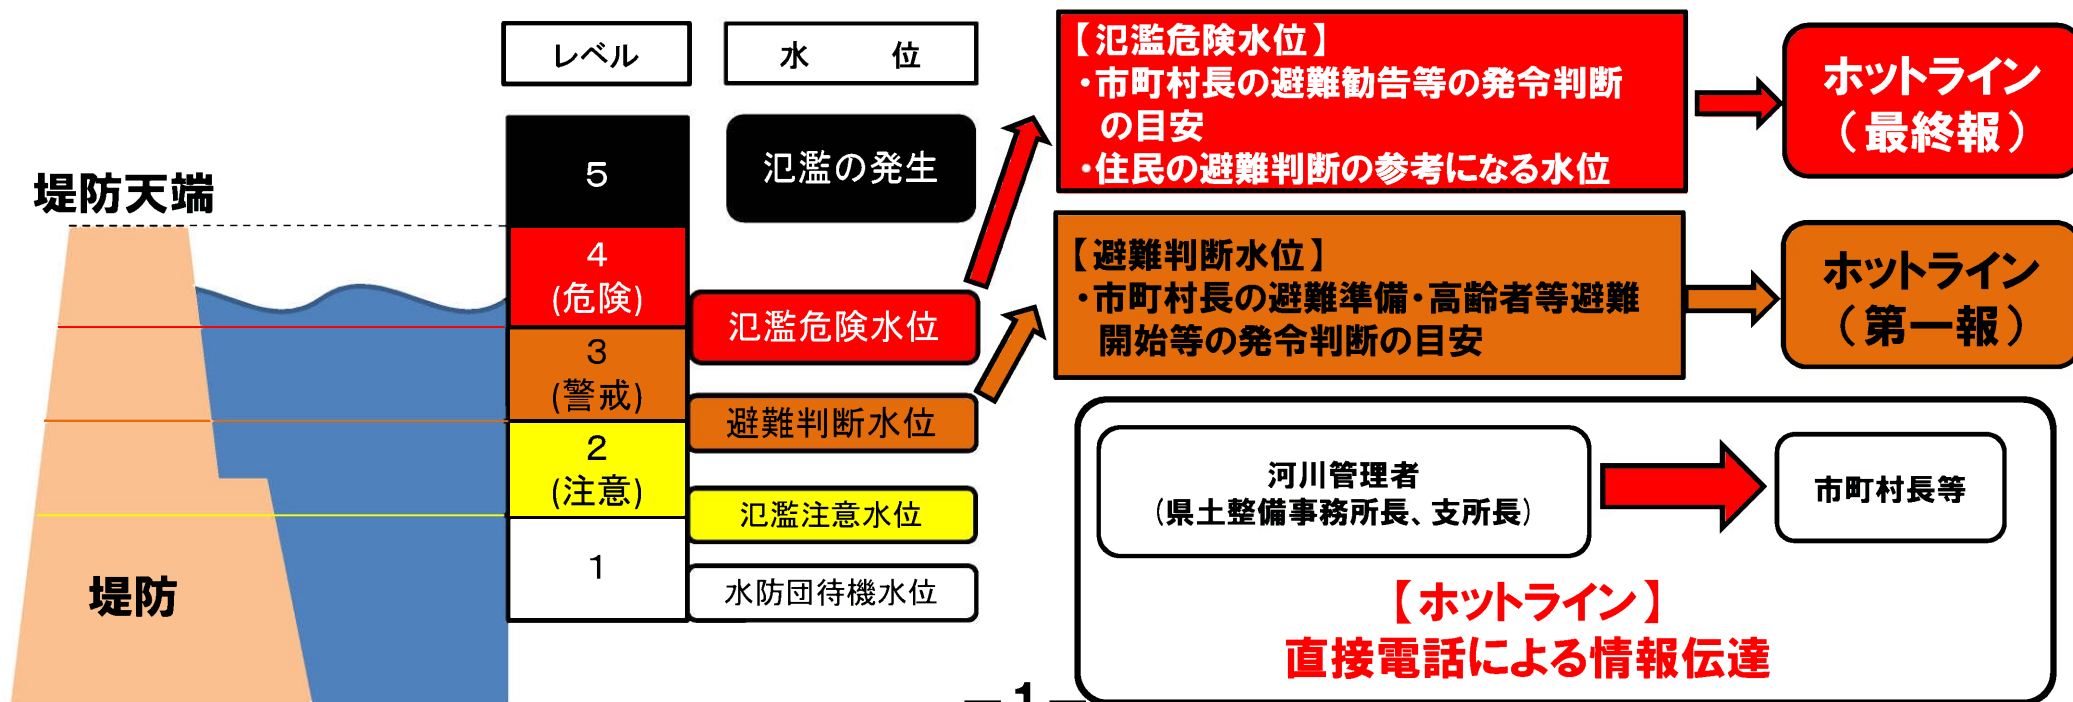 レベル
水　　位
【氾濫危険水位】
・市町村長の避難勧告等の発令判断
の目安
・住民の避難判断の参考になる水位
ホットライン
（最終報）
5
氾濫の発生
堤防天端
4
(危険)
氾濫危険水位
【避難判断水位】
・市町村長の避難準備・高齢者等避難
開始等の発令判断の目安
ホットライン
（第一報）
3
(警戒)
避難判断水位
2
(注意)
氾濫注意水位
1
水防団待機水位
堤防
河川管理者
(県土整備事務所長、支所長)
市町村長等
【ホットライン】
直接電話による情報伝達
－1－